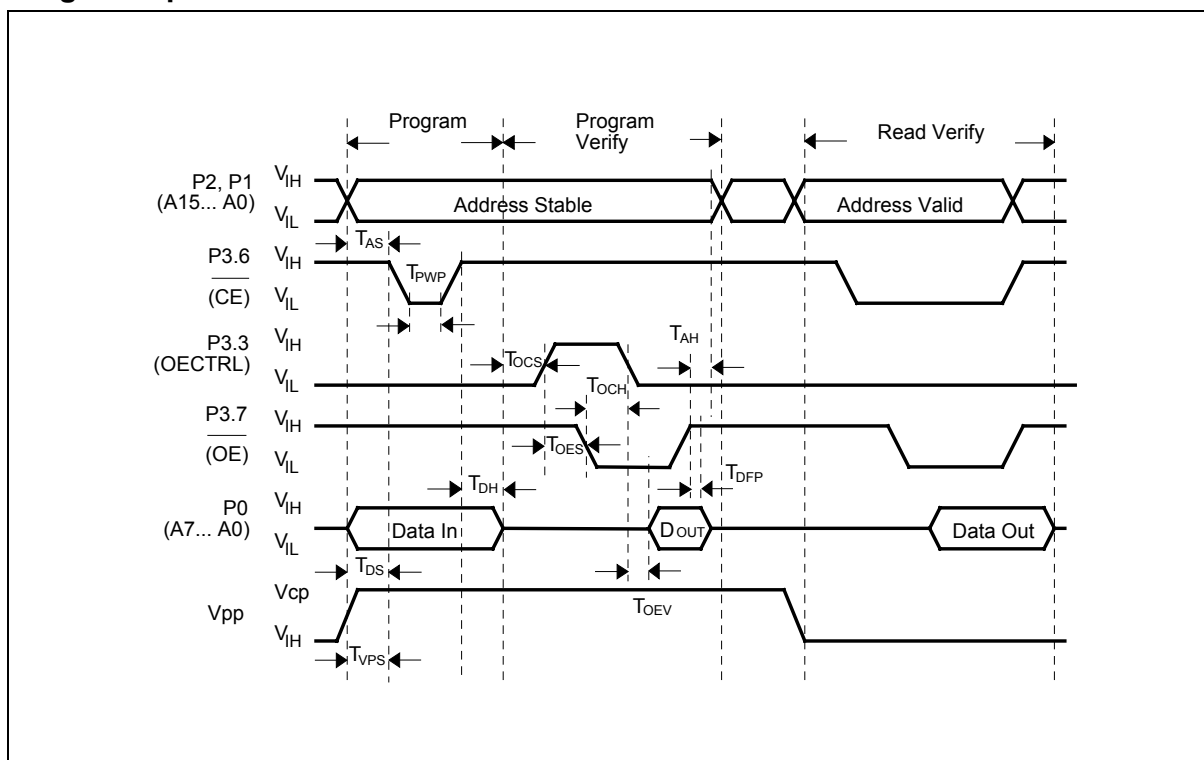 Program
Program
Verify
Read Verify
P2, P1
(A15... A0)
VIH
VIL
Address Stable
Address Valid
TAS
P3.6
(CE)
VIH
VIL
TPWP
P3.3
(OECTRL)
VIH
VIL
TOCS
TAH
TOCH
P3.7
(OE)
VIH
VIL
TOES
TDFP
TDH
P0
(A7... A0)
VIH
VIL
Data In
DOUT
Data Out
TDS
Vpp
Vcp
VIH
TOEV
TVPS